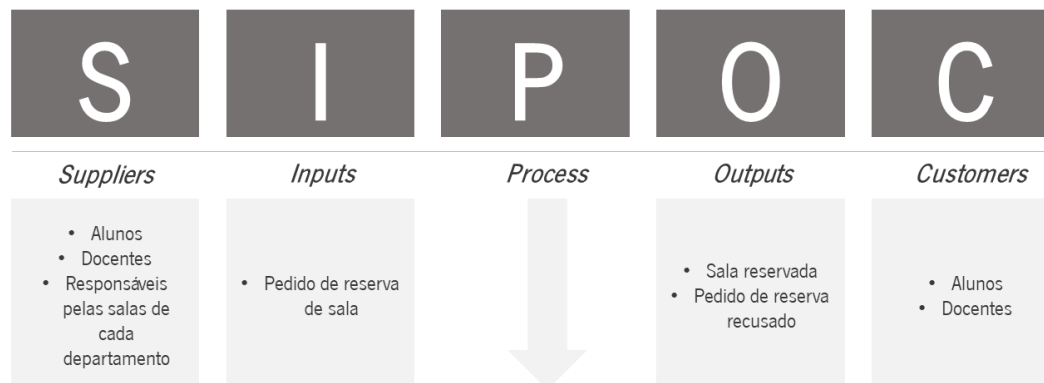 S I P O C
Suppliers Inputs Process Outputs Customers
• Alunos
• Docentes
• Responsáveis
pelas salas de
cada
departamento
• Pedido de reserva
de sala
• Sala reservada
• Pedido de reserva
recusado
• Alunos
• Docentes